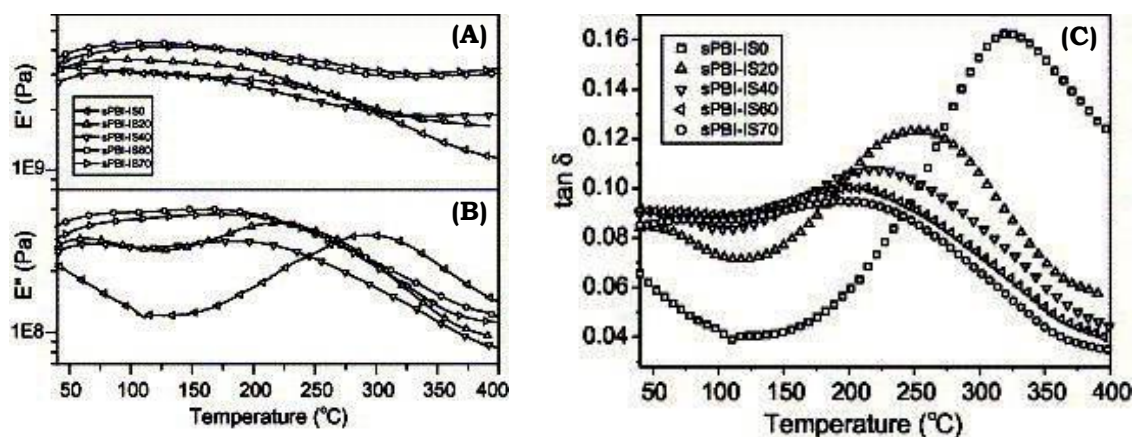 (A)
E' (Pa)
sPBI-IS0
sPBI-IS20
sPBI-IS40
sPBI-IS60
sPBI-IS70
1E9
(B)
E" (Pa)
1E8
50 100 150 200 250 300 350 400
Temperature (°C)
(C)
tan δ
0.16
0.14
0.12
0.10
0.08
0.06
0.04
sPBI-IS0
sPBI-IS20
sPBI-IS40
sPBI-IS60
sPBI-IS70
50 100 150 200 250 300 350 400
Temperature (°C)